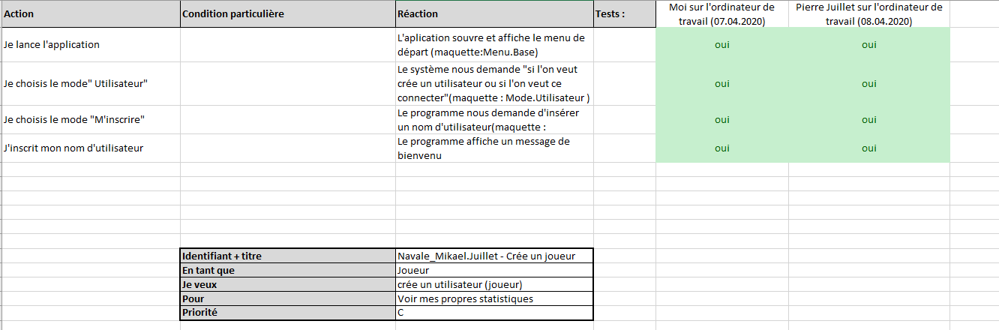 Action Condition particulière Réaction Tests : Moi sur l'ordinateur de travail (07.04.2020) Pierre Juillet sur l'ordinateur de travail (08.04.2020)
Je lance l'application
L'aplication souvre et affiche le menu de
départ (maquette:Menu.Base)
oui oui
Je choisis le mode" Utilisateur"
Le système nous demande "si l'on veut
crée un utilisateur ou si l'on veut ce
connecter"(maquette : Mode.Utilisateur )
oui oui
Je choisis le mode "M'inscrire"
Le programme nous demande d'insérer
un nom d'utilisateur(maquette :
oui oui
J'inscrit mon nom d'utilisateur
Le programme affiche un message de
bienvenu
oui oui
Identifiant + titre Navale_Mikael.Juillet - Crée un joueur
En tant que Joueur
Je veux crée un utilisateur (joueur)
Pour Voir mes propres statistiques
Priorité C